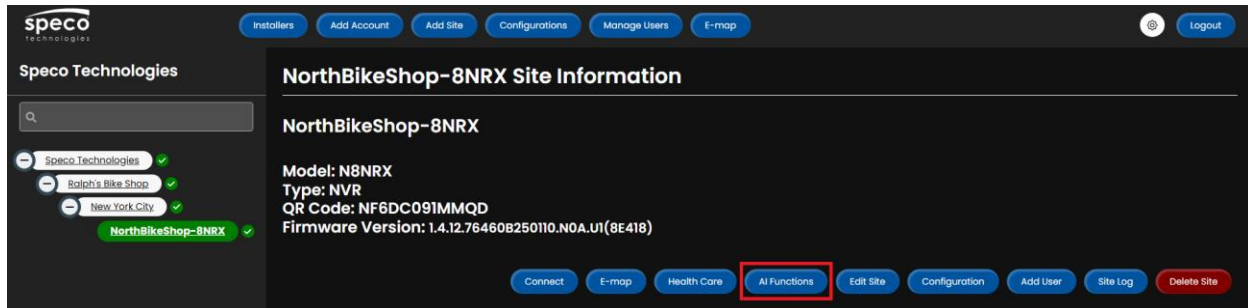 speco
technologies
Installers
Add Account
Add Site
Configurations
Manage Users
E-map
Logout
Speco Technologies
Speco Technologies
Ralph's Bike Shop
New York City
NorthBikeShop-8NRX
NorthBikeShop-8NRX Site Information
NorthBikeShop-8NRX
Model: N8NRX
Type: NVR
QR Code: NF6DC091MMQD
Firmware Version: 1.4.12.76460B250110.N0A.U1(8E418)
Connect
E-map
Health Care
AI Functions
Edit Site
Configuration
Add User
Site Log
Delete Site